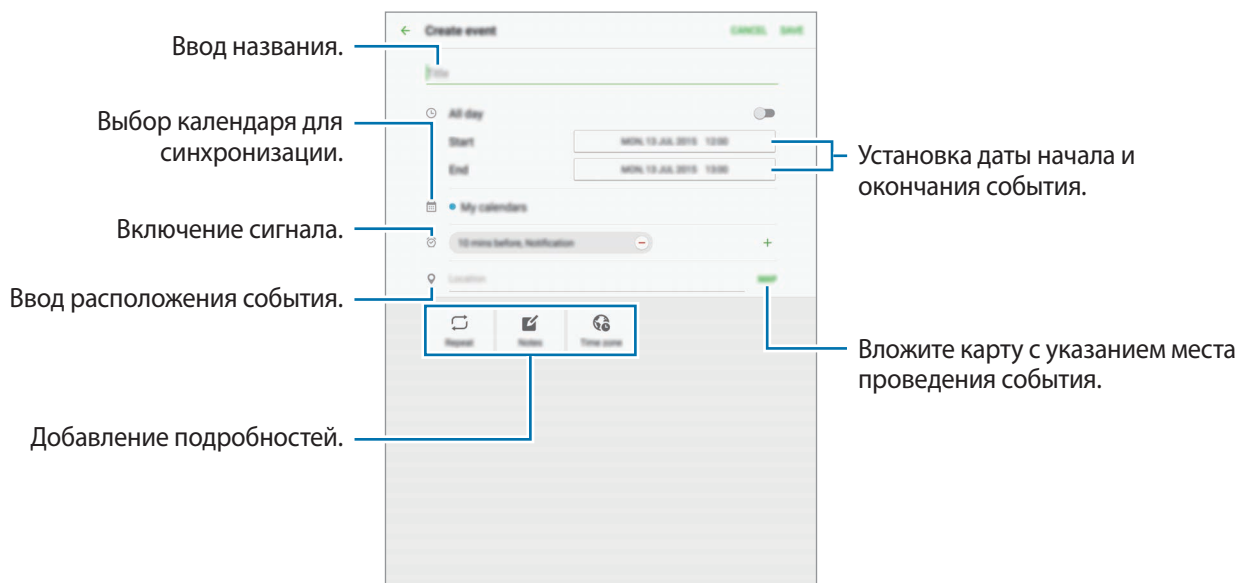 Ввод названия.
Выбор календаря для
синхронизации.
Включение сигнала.
Ввод расположения события.
Добавление подробностей.
Create event
CANCEL SAVE
Title
All day
Start
MON, 13 JUL 2015 12:00
End
MON, 13 JUL 2015 13:00
My calendars
10 mins before, Notification
Location
MAP
Repeat
Notes
Time zone
Установка даты начала и
окончания события.
Вложите карту с указанием места
проведения события.